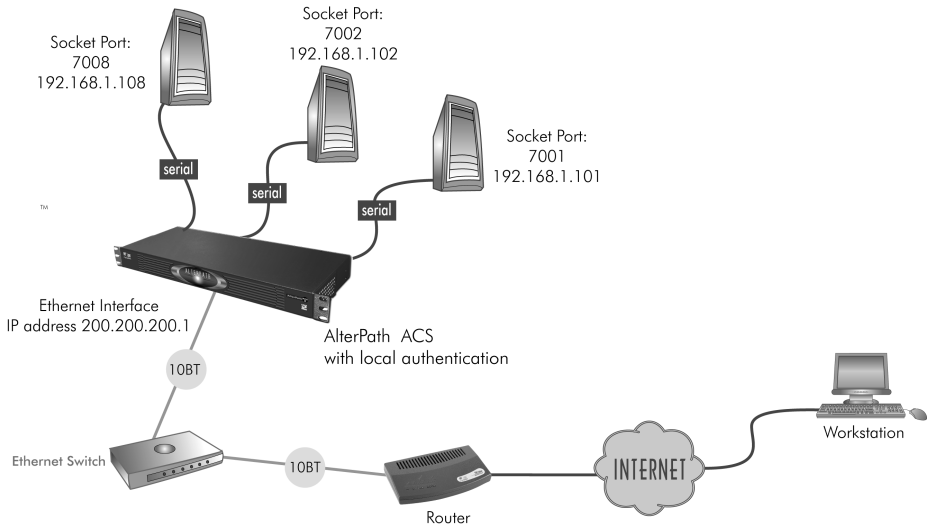 Socket Port:
7008
192.168.1.108
Socket Port:
7002
192.168.1.102
Socket Port:
7001
192.168.1.101
serial
serial
serial
TM
ALTERPATH
Ethernet Interface
IP address 200.200.200.1
AlterPath ACS
with local authentication
10BT
Ethernet Switch
10BT
Router
INTERNET
Workstation